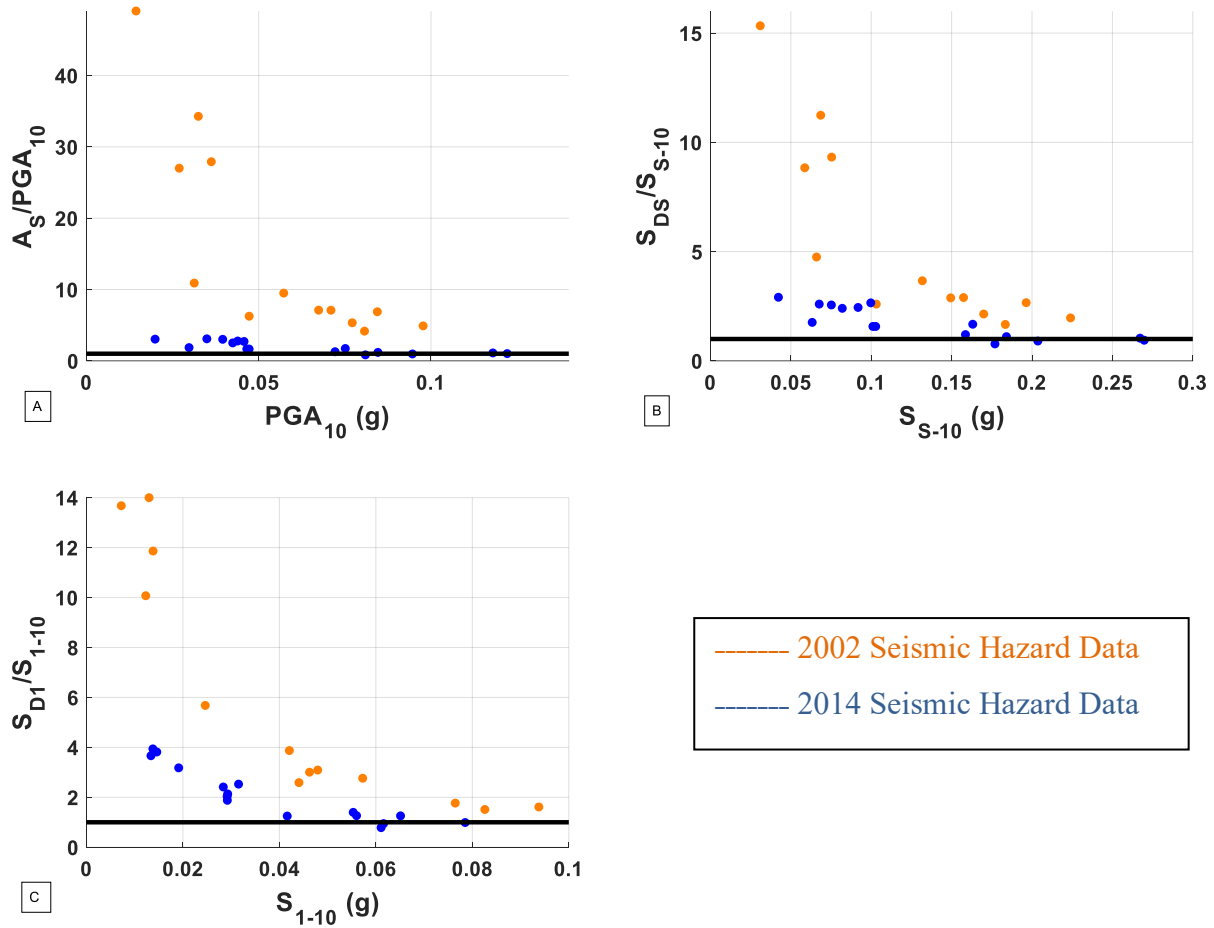 40
30
20
10
0
A_S/PGA_10
0 0.05 0.1
PGA_10 (g)
A
15
10
5
0
S_DS/S_S-10
0 0.05 0.1 0.15 0.2 0.25 0.3
S_S-10 (g)
B
14
12
10
8
6
4
2
0
S_D1/S_1-10
0 0.02 0.04 0.06 0.08 0.1
S_1-10 (g)
C
------- 2002 Seismic Hazard Data
------- 2014 Seismic Hazard Data